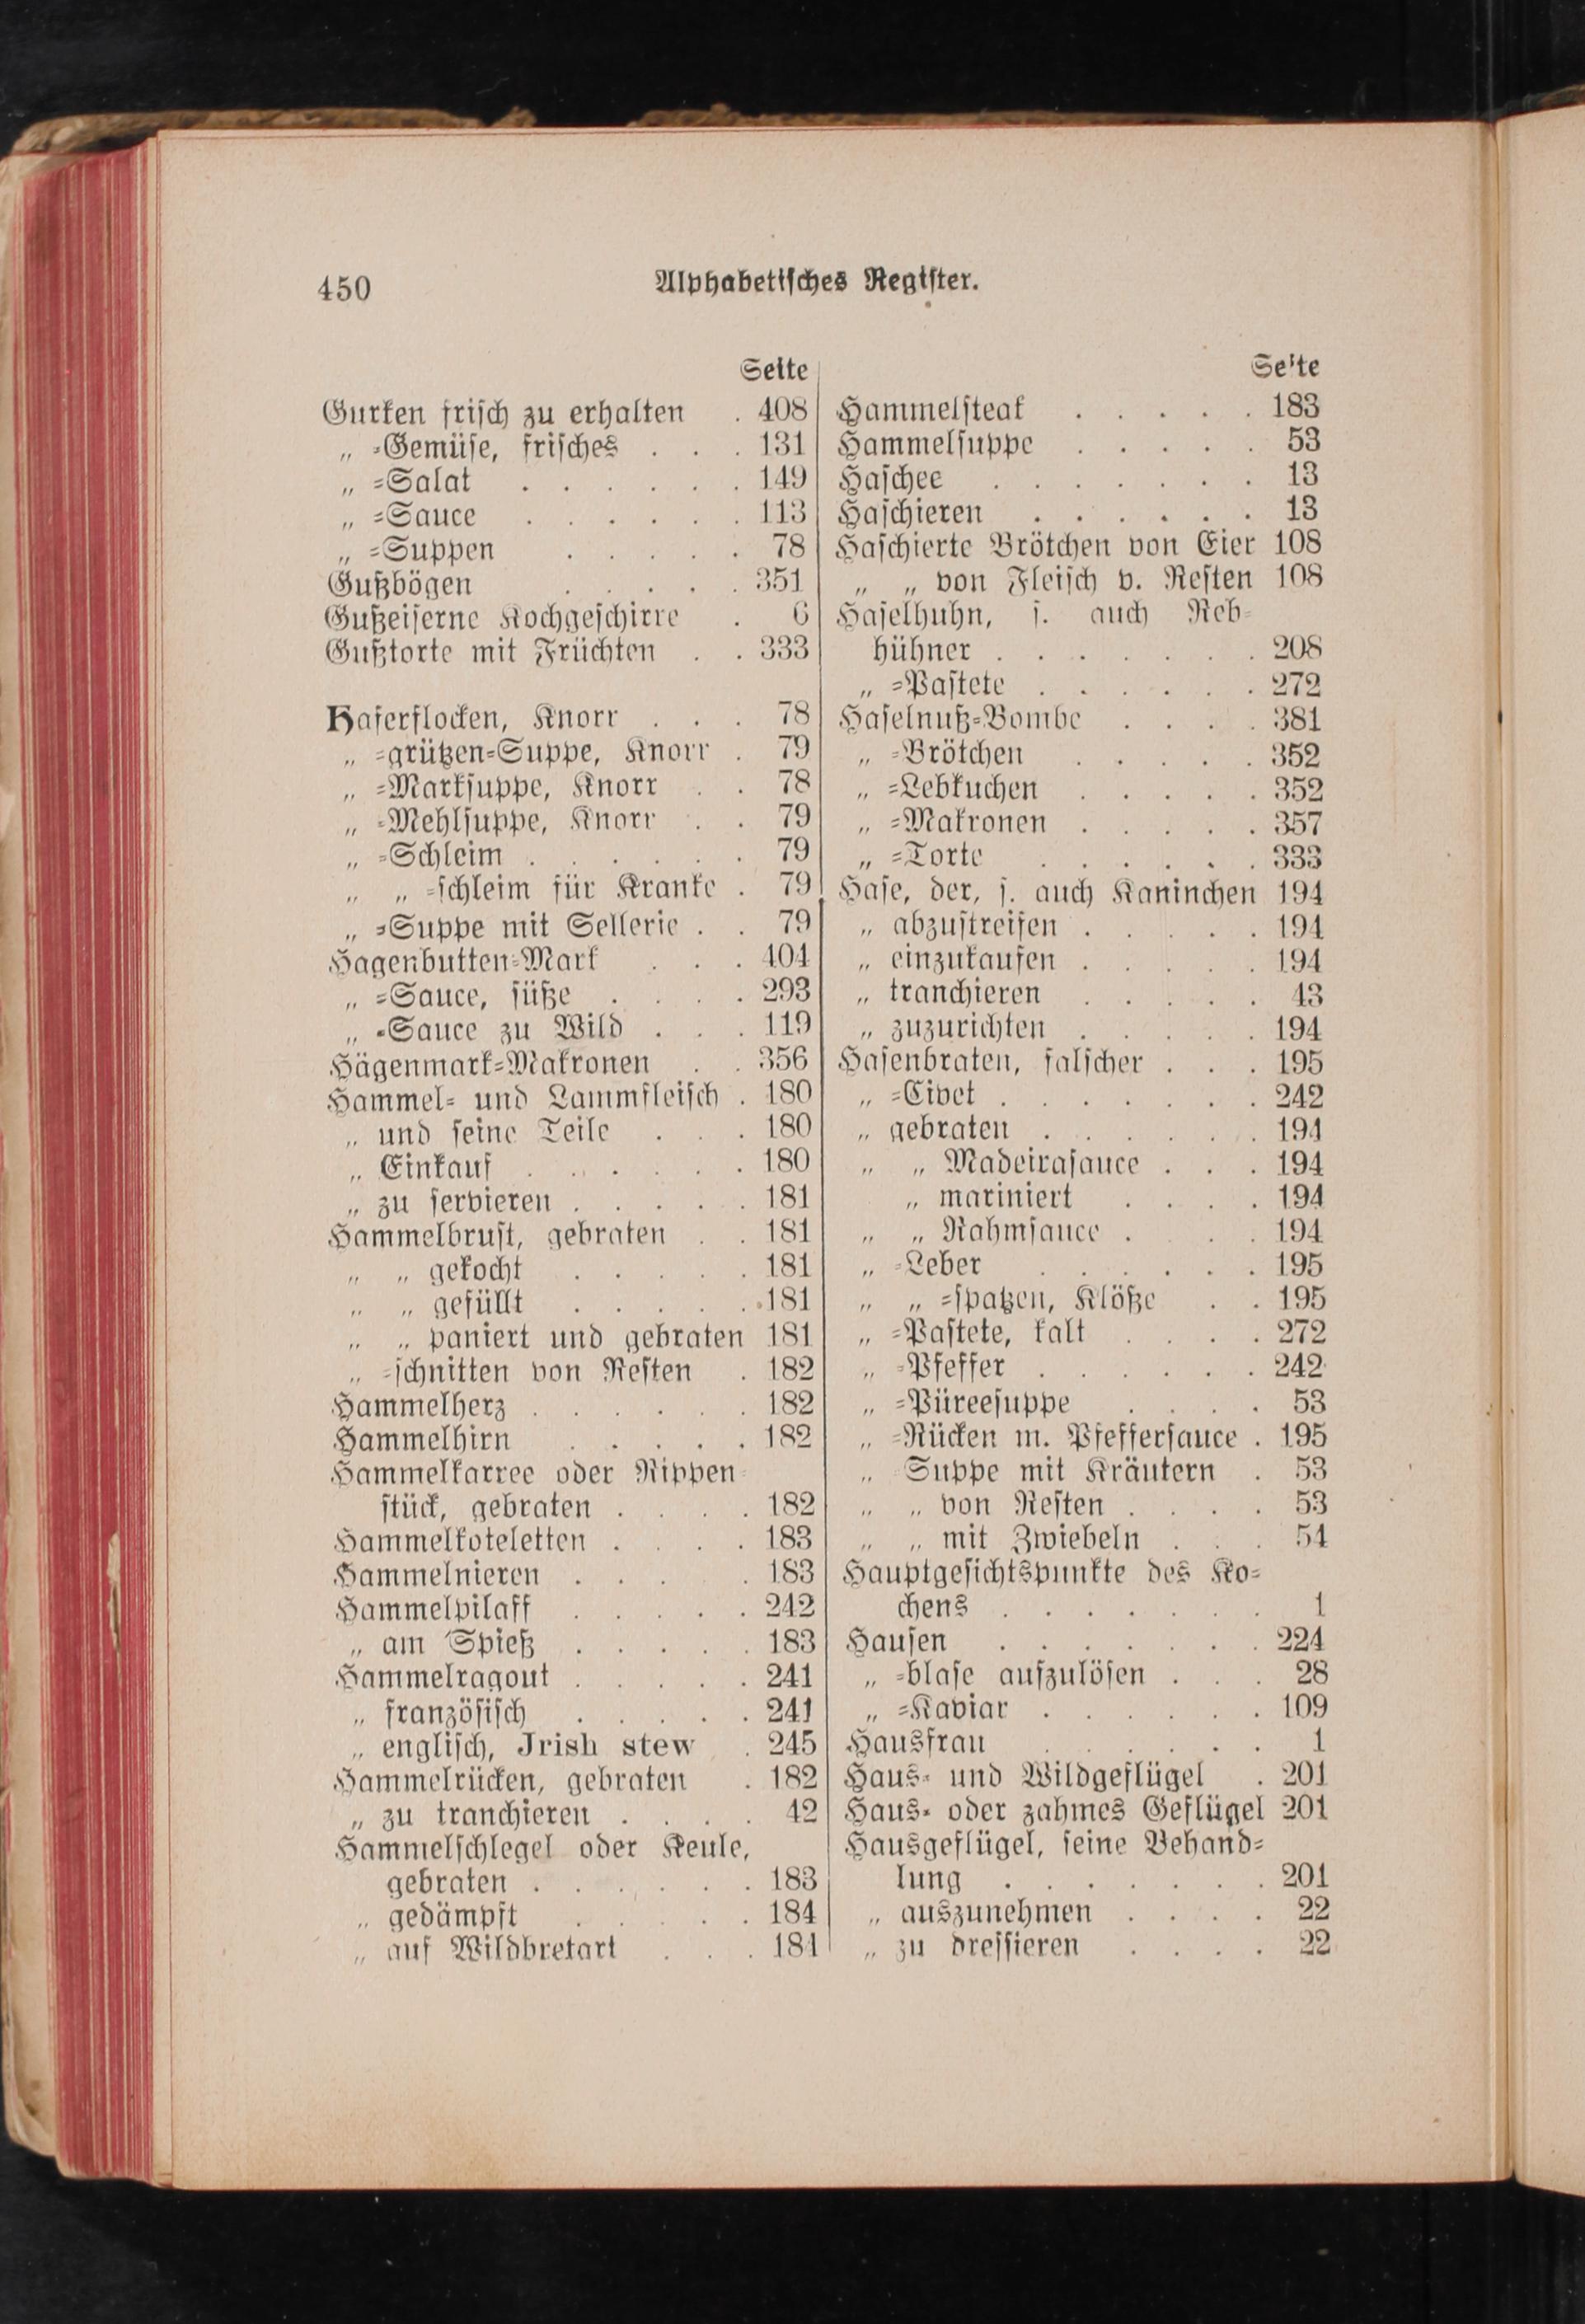 450
Alphabetisches Register.
Seite
Gurken frisch zu erhalten . 408
„ =Gemüse, frisches . . . 131
„ =Salat . . . . . . 149
„ =Sauce . . . . . . 113
„ =Suppen . . . . . 78
Gußbögen . . . . . 351
Gußeiserne Kochgeschirre . 6
Gußtorte mit Früchten . . 333
Haferflocken, Knorr . . . 78
„ =grützen=Suppe, Knorr . 79
„ =Marksuppe, Knorr . . 78
„ =Mehlsuppe, Knorr . . 79
„ =Schleim . . . . . . 79
„ „ =schleim für Kranke . 79
„ =Suppe mit Sellerie . . 79
Hagenbutten=Mark . . . 404
„ =Sauce, süße . . . . 293
„ =Sauce zu Wild . . . 119
Hägenmark=Makronen . . 356
Hammel= und Lammfleisch . 180
„ und seine Teile . . . 180
„ Einkauf . . . . . . 180
„ zu servieren . . . . . 181
Hammelbrust, gebraten . . 181
„ „ gekocht . . . . . 181
„ „ gefüllt . . . . . 181
„ „ paniert und gebraten 181
„ =schnitten von Resten . 182
Hammelherz . . . . . . 182
Hammelhirn . . . . . 182
Hammelkarree oder Rippen=
stück, gebraten . . . . 182
Hammelkoteletten . . . . 183
Hammelnieren . . . . 183
Hammelpilaff . . . . . 242
„ am Spieß . . . . . 183
Hammelragout . . . . . 241
„ französisch . . . . . 241
„ englisch, Irish stew . 245
Hammelrücken, gebraten . 182
„ zu tranchieren . . . . 42
Hammelschlegel oder Keule,
gebraten . . . . . . 183
„ gedämpft . . . . . 184
„ auf Wildbretart . . . 184
Seite
Hammelsteak . . . . . 183
Hammelsuppe . . . . . 53
Haschee . . . . . . . 13
Haschieren . . . . . . 13
Haschierte Brötchen von Eier 108
„ „ von Fleisch v. Resten 108
Haselhuhn, s. auch Reb=
hühner . . . . . . . 208
„ =Pastete . . . . . . 272
Haselnuß=Bombe . . . . 381
„ =Brötchen . . . . . 352
„ =Lebkuchen . . . . . 352
„ =Makronen . . . . . 357
„ =Torte . . . . . . 333
Hase, der, s. auch Kaninchen 194
„ abzustreifen . . . . . 194
„ einzukaufen . . . . . 194
„ tranchieren . . . . . 43
„ zuzurichten . . . . . 194
Hasenbraten, falscher . . . 195
„ =Civet . . . . . . . 242
„ gebraten . . . . . . 194
„ „ Madeirasauce . . . 194
„ mariniert . . . . 194
„ „ Rahmsauce . . . . 194
„ =Leber . . . . . . 195
„ „ =spatzen, Klöße . . 195
„ =Pastete, kalt . . . . 272
„ =Pfeffer . . . . . . 242
„ =Püreesuppe . . . . 53
„ =Rücken m. Pfeffersauce . 195
„ Suppe mit Kräutern . 53
„ „ von Resten . . . . 53
„ „ mit Zwiebeln . . . 54
Hauptgesichtspunkte des Ko=
chens . . . . . . . 1
Hausen . . . . . . . 224
„ =blase aufzulösen . . . 28
„ =Kaviar . . . . . . 109
Hausfrau . . . . . . 1
Haus= und Wildgeflügel . 201
Haus= oder zahmes Geflügel 201
Hausgeflügel, seine Behand=
lung . . . . . . . 201
„ auszunehmen . . . . 22
„ zu dressieren . . . . 22